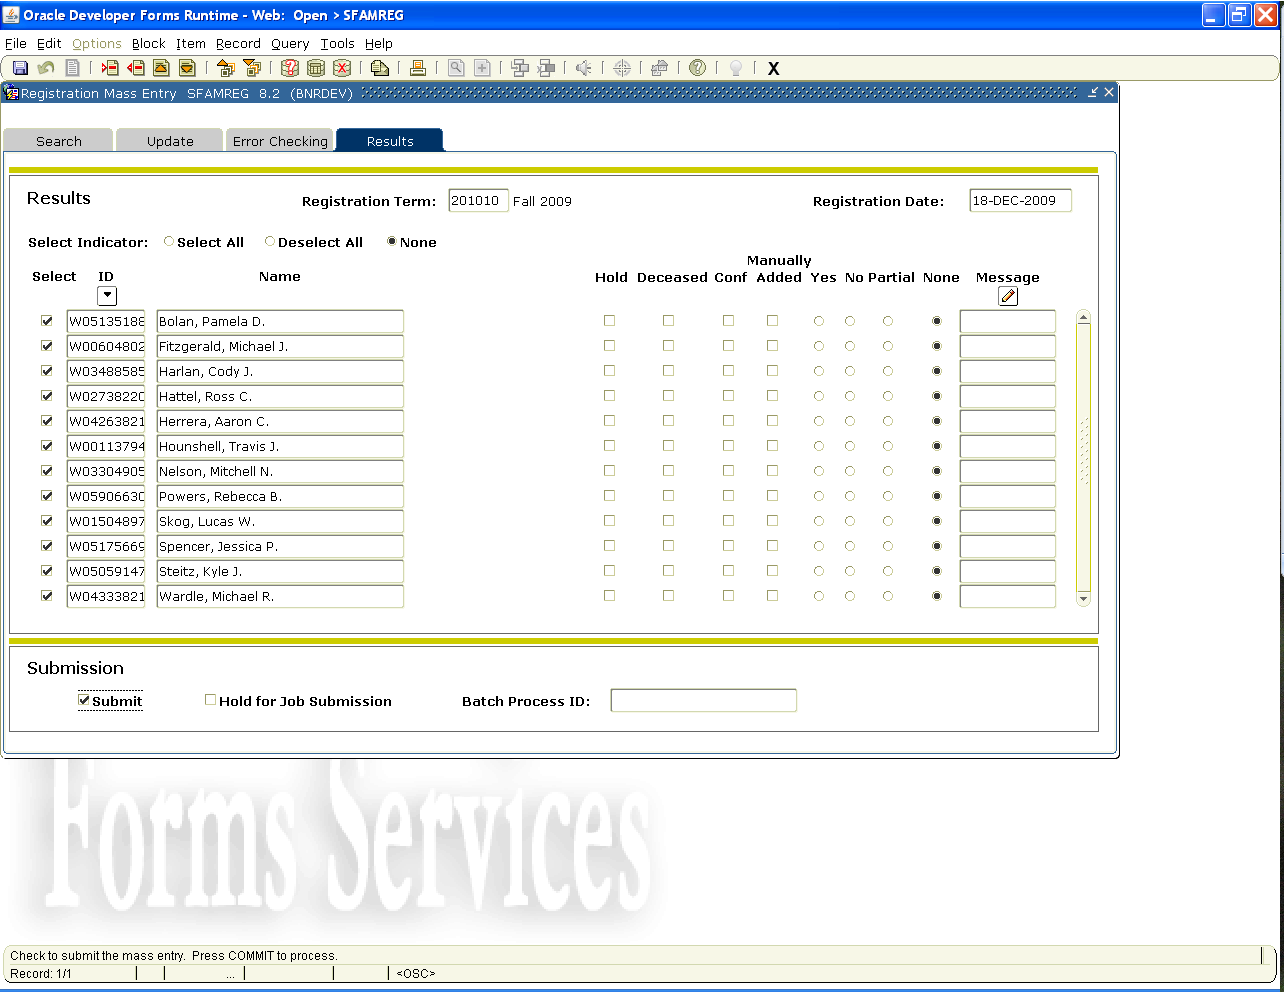 Oracle Developer Forms Runtime - Web:  Open > SFAMREG
File Edit Options Block Item Record Query Tools Help
X
Registration Mass Entry  SFAMREG  8.2  (BNRDEV)
Search Update Error Checking Results
Results Registration Term: 201010 Fall 2009 Registration Date: 18-DEC-2009
Select Indicator: Select All Deselect All None
Manually
Select ID Name Hold Deceased Conf Added Yes No Partial None Message
W05135188 Bolan, Pamela D.
W00604802 Fitzgerald, Michael J.
W03488585 Harlan, Cody J.
W02738220 Hattel, Ross C.
W04263821 Herrera, Aaron C.
W00113794 Hounshell, Travis J.
W03304905 Nelson, Mitchell N.
W05906630 Powers, Rebecca B.
W01504897 Skog, Lucas W.
W05175669 Spencer, Jessica P.
W05059147 Steitz, Kyle J.
W04333821 Wardle, Michael R.
Submission
Submit Hold for Job Submission Batch Process ID:
Forms Services
Check to submit the mass entry.  Press COMMIT to process.
Record: 1/1 ... <OSC>